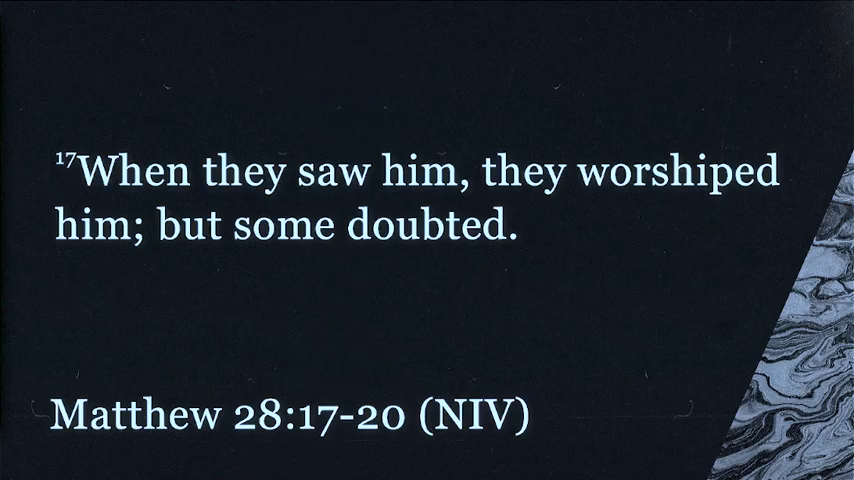 17When they saw him, they worshiped
him; but some doubted.
Matthew 28:17-20 (NIV)